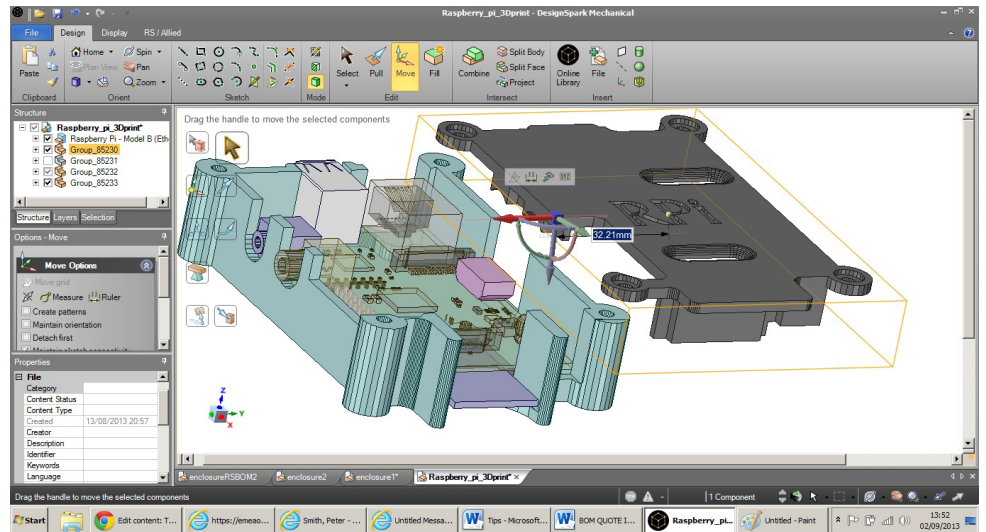 Raspberry_pi_3Dprint - DesignSpark Mechanical
File Design Display RS / Allied
Paste
Home Spin
Plan View Pan
Zoom
Select Pull Move Fill
Combine
Split Body
Split Face
Project
Online Library
File
Clipboard Orient Sketch Mode Edit Intersect Insert
Structure
Raspberry_pi_3Dprint*
Raspberry Pi - Model B (Eth
Group_85230
Group_85231
Group_85232
Group_85233
Structure Layers Selection
Options - Move
Move Options
Move grid
Measure Ruler
Create patterns
Maintain orientation
Detach first
Maintain sketch connectivity
Properties
File
Category
Content Status
Content Type
Created 13/08/2013 20:57
Creator
Description
Identifier
Keywords
Language
Drag the handle to move the selected components
XYZ
32.21mm
RPi
Z
Y
X
enclosureRSBOM2 enclosure2 enclosure1* Raspberry_pi_3Dprint*
Drag the handle to move the selected components
1 Component
Start
Edit content: T...
https://emeao...
Smith, Peter - ...
Untitled Messa...
Tips - Microsoft...
BOM QUOTE I...
Raspberry_pi...
Untitled - Paint
13:52
02/09/2013